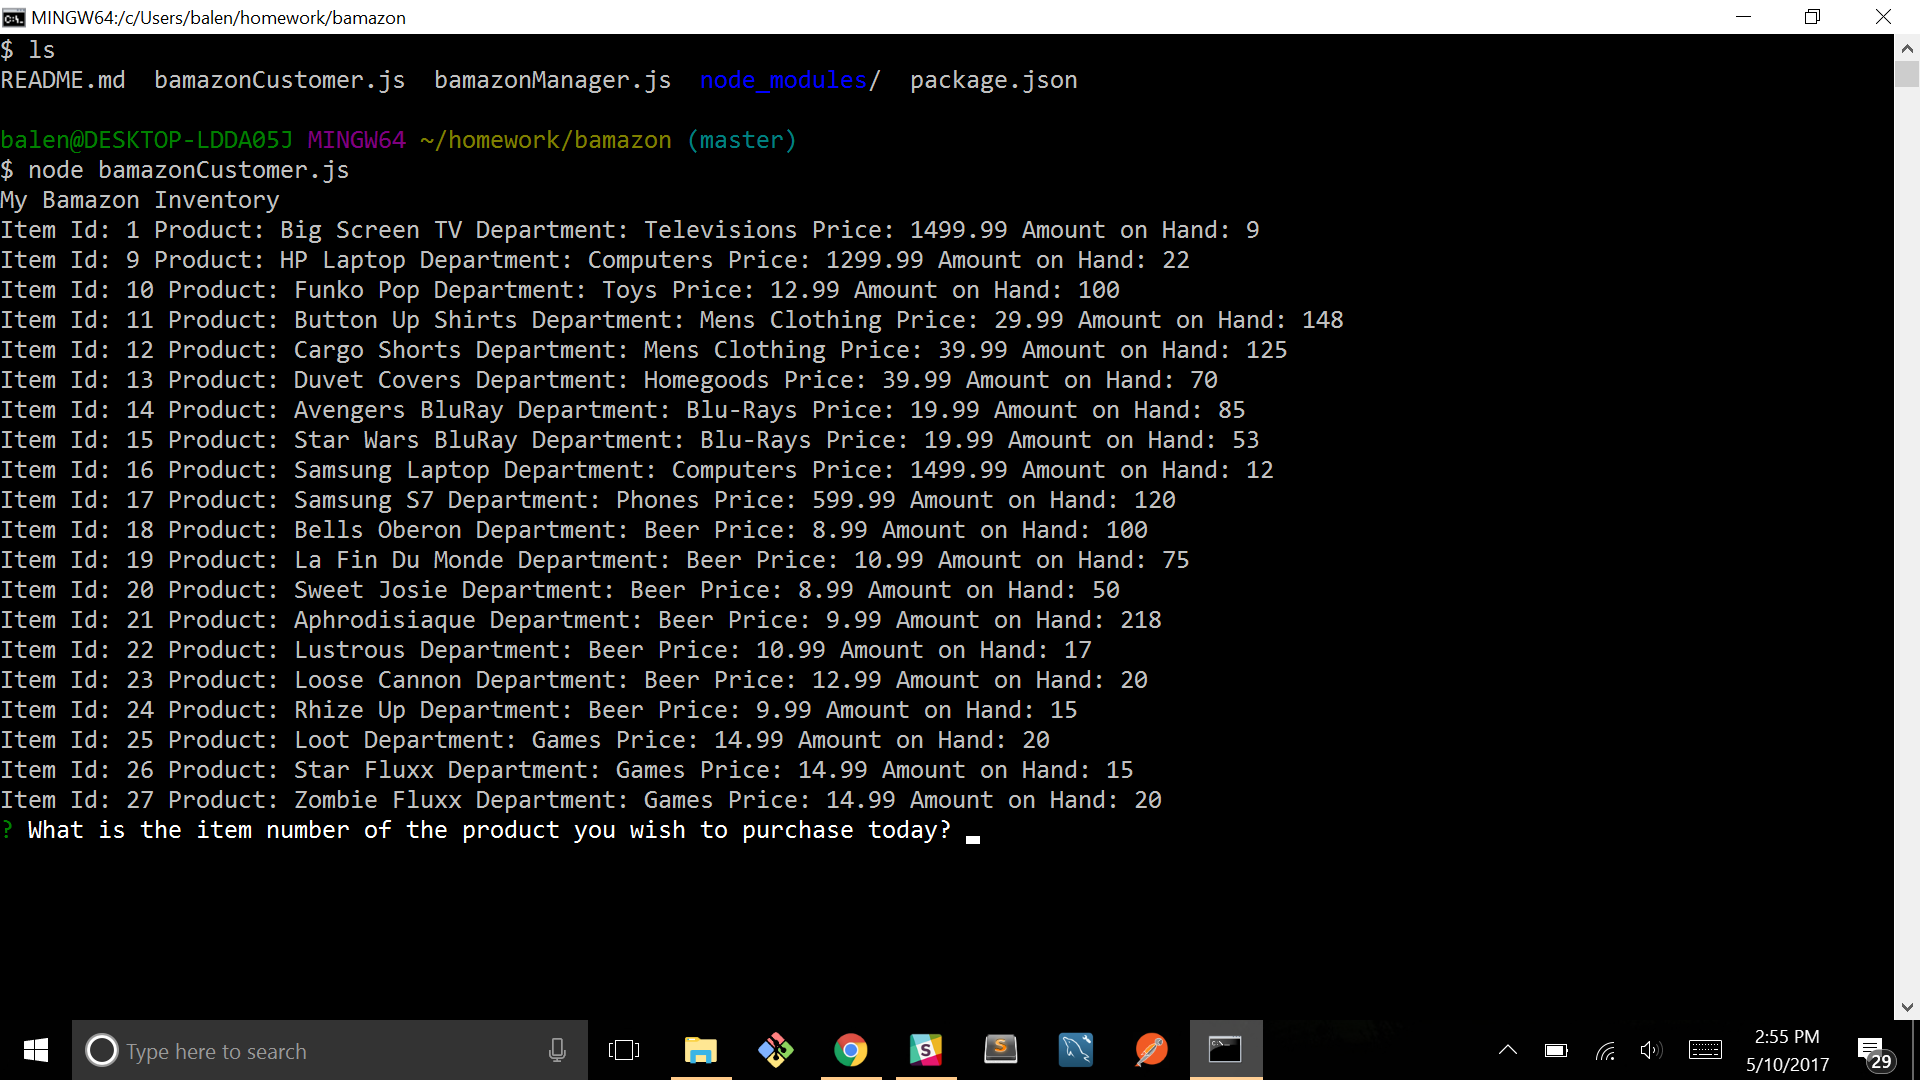 MINGW64:/c/Users/balen/homework/bamazon
$ ls
README.md  bamazonCustomer.js  bamazonManager.js  node_modules/  package.json
balen@DESKTOP-LDDA05J MINGW64 ~/homework/bamazon (master)
$ node bamazonCustomer.js
My Bamazon Inventory
Item Id: 1 Product: Big Screen TV Department: Televisions Price: 1499.99 Amount on Hand: 9
Item Id: 9 Product: HP Laptop Department: Computers Price: 1299.99 Amount on Hand: 22
Item Id: 10 Product: Funko Pop Department: Toys Price: 12.99 Amount on Hand: 100
Item Id: 11 Product: Button Up Shirts Department: Mens Clothing Price: 29.99 Amount on Hand: 148
Item Id: 12 Product: Cargo Shorts Department: Mens Clothing Price: 39.99 Amount on Hand: 125
Item Id: 13 Product: Duvet Covers Department: Homegoods Price: 39.99 Amount on Hand: 70
Item Id: 14 Product: Avengers BluRay Department: Blu-Rays Price: 19.99 Amount on Hand: 85
Item Id: 15 Product: Star Wars BluRay Department: Blu-Rays Price: 19.99 Amount on Hand: 53
Item Id: 16 Product: Samsung Laptop Department: Computers Price: 1499.99 Amount on Hand: 12
Item Id: 17 Product: Samsung S7 Department: Phones Price: 599.99 Amount on Hand: 120
Item Id: 18 Product: Bells Oberon Department: Beer Price: 8.99 Amount on Hand: 100
Item Id: 19 Product: La Fin Du Monde Department: Beer Price: 10.99 Amount on Hand: 75
Item Id: 20 Product: Sweet Josie Department: Beer Price: 8.99 Amount on Hand: 50
Item Id: 21 Product: Aphrodisiaque Department: Beer Price: 9.99 Amount on Hand: 218
Item Id: 22 Product: Lustrous Department: Beer Price: 10.99 Amount on Hand: 17
Item Id: 23 Product: Loose Cannon Department: Beer Price: 12.99 Amount on Hand: 20
Item Id: 24 Product: Rhize Up Department: Beer Price: 9.99 Amount on Hand: 15
Item Id: 25 Product: Loot Department: Games Price: 14.99 Amount on Hand: 20
Item Id: 26 Product: Star Fluxx Department: Games Price: 14.99 Amount on Hand: 15
Item Id: 27 Product: Zombie Fluxx Department: Games Price: 14.99 Amount on Hand: 20
? What is the item number of the product you wish to purchase today?
Type here to search
2:55 PM
5/10/2017
29